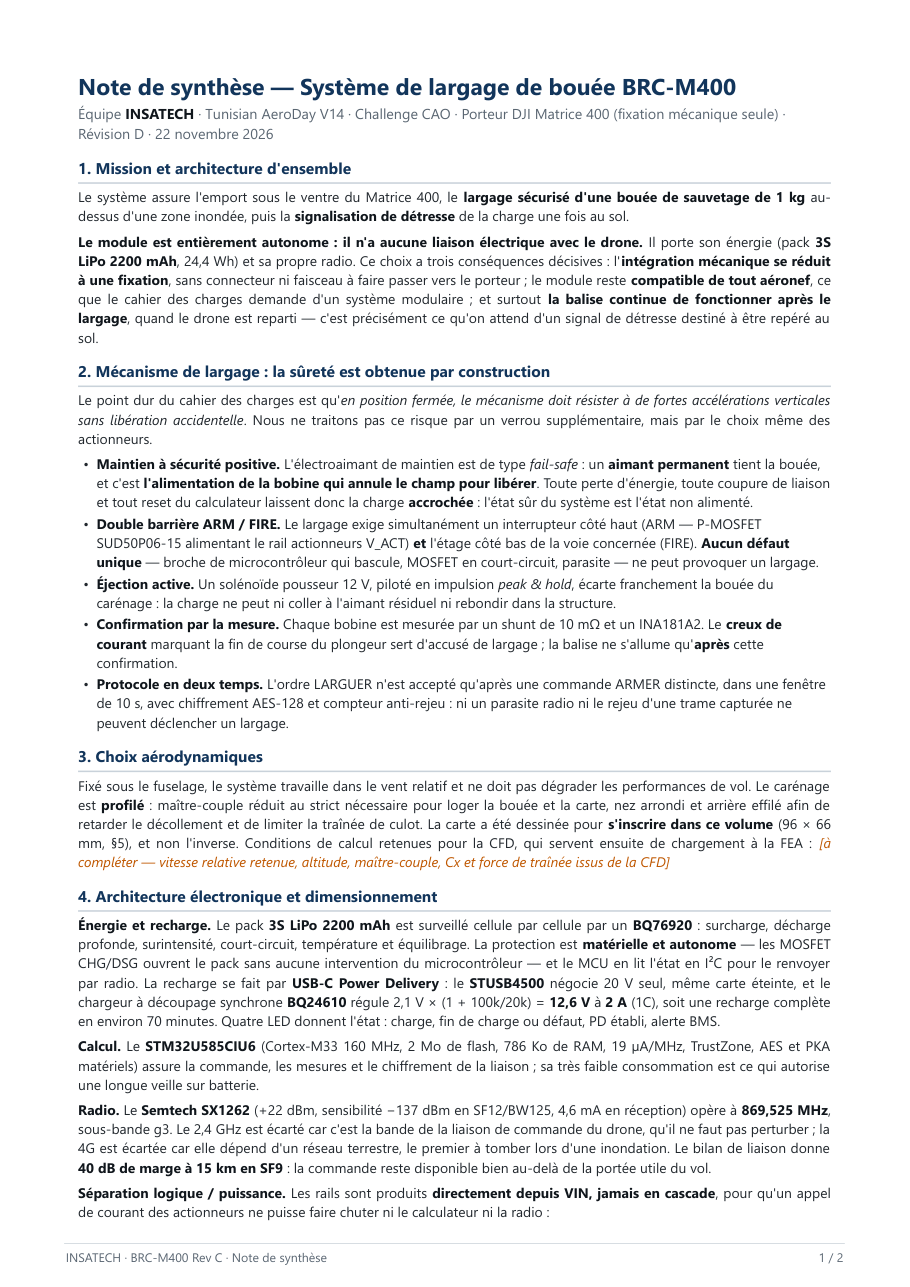 Note de synthèse — Système de largage de bouée BRC-M400
Équipe INSATECH · Tunisian AeroDay V14 · Challenge CAO · Porteur DJI Matrice 400 (fixation mécanique seule) ·
Révision D · 22 novembre 2026
1. Mission et architecture d'ensemble
Le système assure l'emport sous le ventre du Matrice 400, le largage sécurisé d'une bouée de sauvetage de 1 kg au-
dessus d'une zone inondée, puis la signalisation de détresse de la charge une fois au sol.
Le module est entièrement autonome : il n'a aucune liaison électrique avec le drone. Il porte son énergie (pack 3S
LiPo 2200 mAh, 24,4 Wh) et sa propre radio. Ce choix a trois conséquences décisives : l'intégration mécanique se réduit
à une fixation, sans connecteur ni faisceau à faire passer vers le porteur ; le module reste compatible de tout aéronef, ce
que le cahier des charges demande d'un système modulaire ; et surtout la balise continue de fonctionner après le
largage, quand le drone est reparti — c'est précisément ce qu'on attend d'un signal de détresse destiné à être repéré au
sol.
2. Mécanisme de largage : la sûreté est obtenue par construction
Le point dur du cahier des charges est qu'en position fermée, le mécanisme doit résister à de fortes accélérations verticales
sans libération accidentelle. Nous ne traitons pas ce risque par un verrou supplémentaire, mais par le choix même des
actionneurs.
• Maintien à sécurité positive. L'électroaimant de maintien est de type fail-safe : un aimant permanent tient la bouée,
et c'est l'alimentation de la bobine qui annule le champ pour libérer. Toute perte d'énergie, toute coupure de liaison
et tout reset du calculateur laissent donc la charge accrochée : l'état sûr du système est l'état non alimenté.
• Double barrière ARM / FIRE. Le largage exige simultanément un interrupteur côté haut (ARM — P-MOSFET
SUD50P06-15 alimentant le rail actionneurs V_ACT) et l'étage côté bas de la voie concernée (FIRE). Aucun défaut
unique — broche de microcontrôleur qui bascule, MOSFET en court-circuit, parasite — ne peut provoquer un largage.
• Éjection active. Un solénoïde pousseur 12 V, piloté en impulsion peak & hold, écarte franchement la bouée du
carénage : la charge ne peut ni coller à l'aimant résiduel ni rebondir dans la structure.
• Confirmation par la mesure. Chaque bobine est mesurée par un shunt de 10 mΩ et un INA181A2. Le creux de
courant marquant la fin de course du plongeur sert d'accusé de largage ; la balise ne s'allume qu'après cette
confirmation.
• Protocole en deux temps. L'ordre LARGUER n'est accepté qu'après une commande ARMER distincte, dans une fenêtre
de 10 s, avec chiffrement AES-128 et compteur anti-rejeu : ni un parasite radio ni le rejeu d'une trame capturée ne
peuvent déclencher un largage.
3. Choix aérodynamiques
Fixé sous le fuselage, le système travaille dans le vent relatif et ne doit pas dégrader les performances de vol. Le carénage
est profilé : maître-couple réduit au strict nécessaire pour loger la bouée et la carte, nez arrondi et arrière effilé afin de
retarder le décollement et de limiter la traînée de culot. La carte a été dessinée pour s'inscrire dans ce volume (96 × 66
mm, §5), et non l'inverse. Conditions de calcul retenues pour la CFD, qui servent ensuite de chargement à la FEA : [à
compléter — vitesse relative retenue, altitude, maître-couple, Cx et force de traînée issus de la CFD]
4. Architecture électronique et dimensionnement
Énergie et recharge. Le pack 3S LiPo 2200 mAh est surveillé cellule par cellule par un BQ76920 : surcharge, décharge
profonde, surintensité, court-circuit, température et équilibrage. La protection est matérielle et autonome — les MOSFET
CHG/DSG ouvrent le pack sans aucune intervention du microcontrôleur — et le MCU en lit l'état en I²C pour le renvoyer
par radio. La recharge se fait par USB-C Power Delivery : le STUSB4500 négocie 20 V seul, même carte éteinte, et le
chargeur à découpage synchrone BQ24610 régule 2,1 V × (1 + 100k/20k) = 12,6 V à 2 A (1C), soit une recharge complète
en environ 70 minutes. Quatre LED donnent l'état : charge, fin de charge ou défaut, PD établi, alerte BMS.
Calcul. Le STM32U585CIU6 (Cortex-M33 160 MHz, 2 Mo de flash, 786 Ko de RAM, 19 µA/MHz, TrustZone, AES et PKA
matériels) assure la commande, les mesures et le chiffrement de la liaison ; sa très faible consommation est ce qui autorise
une longue veille sur batterie.
Radio. Le Semtech SX1262 (+22 dBm, sensibilité −137 dBm en SF12/BW125, 4,6 mA en réception) opère à 869,525 MHz,
sous-bande g3. Le 2,4 GHz est écarté car c'est la bande de la liaison de commande du drone, qu'il ne faut pas perturber ; la
4G est écartée car elle dépend d'un réseau terrestre, le premier à tomber lors d'une inondation. Le bilan de liaison donne
40 dB de marge à 15 km en SF9 : la commande reste disponible bien au-delà de la portée utile du vol.
Séparation logique / puissance. Les rails sont produits directement depuis VIN, jamais en cascade, pour qu'un appel
de courant des actionneurs ne puisse faire chuter ni le calculateur ni la radio :
INSATECH · BRC-M400 Rev C · Note de synthèse
1 / 2